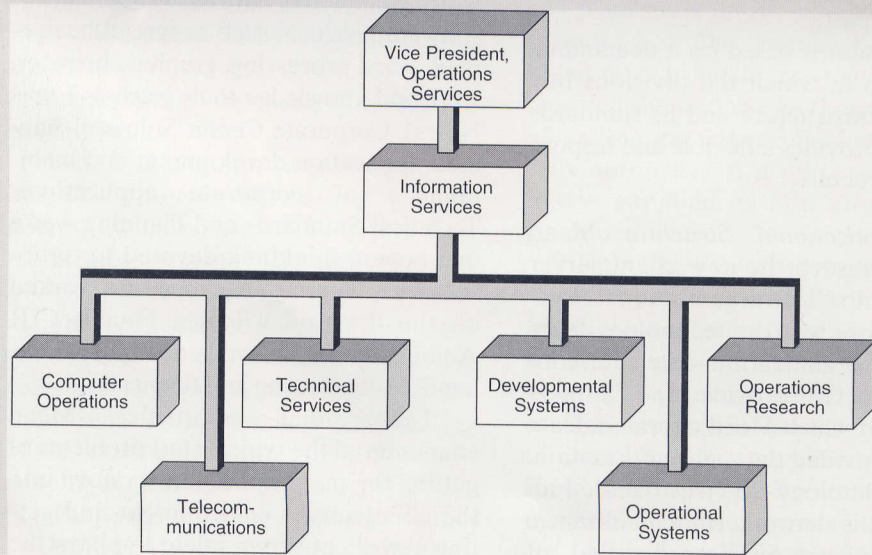 Vice President,
Operations
Services
Information
Services
Computer
Operations
Technical
Services
Developmental
Systems
Operations
Research
Telecom-
munications
Operational
Systems